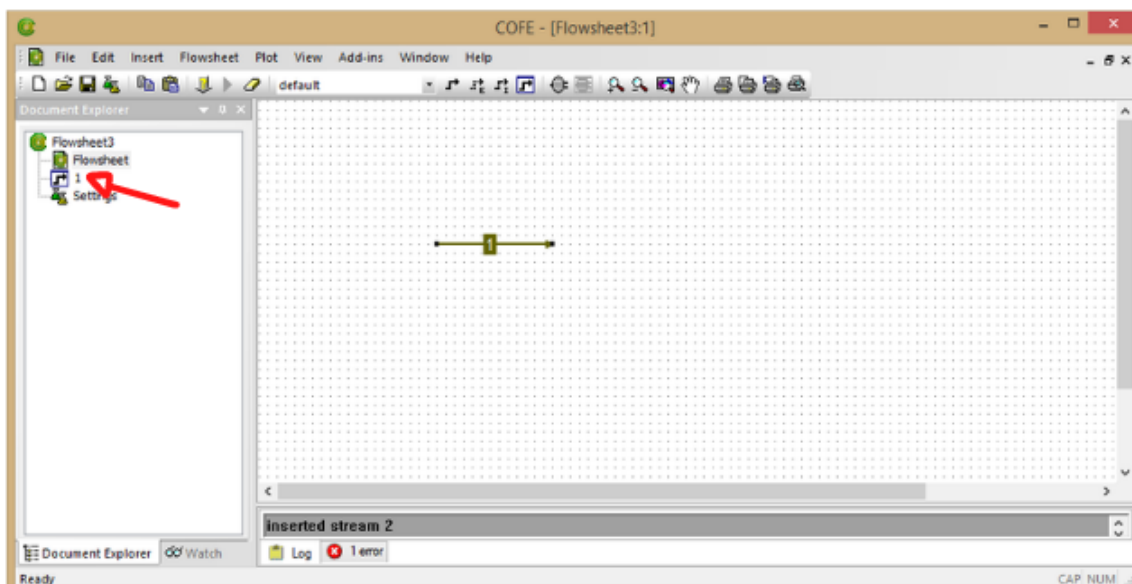 COFE - [Flowsheet3:1]
File Edit Insert Flowsheet Plot View Add-ins Window Help
default
Document Explorer
Flowsheet3
Flowsheet
1
Settings
1
inserted stream 2
Document Explorer Watch
Log 1 error
Ready
CAP NUM